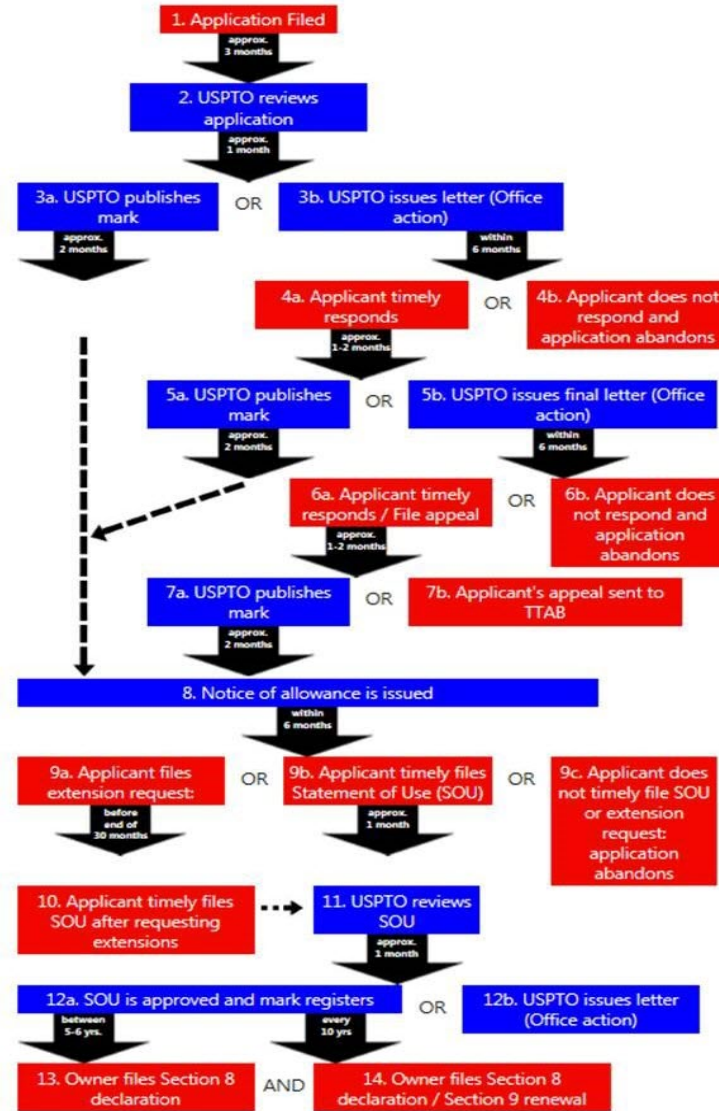 1. Application Filed
approx.
3 months
2. USPTO reviews
application
approx.
1 month
3a. USPTO publishes
mark
OR
3b. USPTO issues letter (Office
action)
approx.
2 months
within
6 months
4a. Applicant timely
responds
OR
4b. Applicant does not
respond and
application abandons
approx.
1-2 months
5a. USPTO publishes
mark
OR
5b. USPTO issues final letter (Office
action)
approx.
2 months
within
6 months
6a. Applicant timely
responds / File appeal
OR
6b. Applicant does
not respond and
application
abandons
approx.
1-2 months
7a. USPTO publishes
mark
OR
7b. Applicant's appeal sent to
TTAB
approx.
2 months
8. Notice of allowance is issued
within
6 months
9a. Applicant files
extension request:
OR
9b. Applicant timely files
Statement of Use (SOU)
OR
9c. Applicant does
not timely file SOU
or extension
request:
application
abandons
before
end of
30 months
approx.
1 month
10. Applicant timely files
SOU after requesting
extensions
11. USPTO reviews
SOU
approx.
1 month
12a. SOU is approved and mark registers
OR
12b. USPTO issues letter
(Office action)
between
5-6 yrs.
every
10 yrs
13. Owner files Section 8
declaration
AND
14. Owner files Section 8
declaration / Section 9 renewal